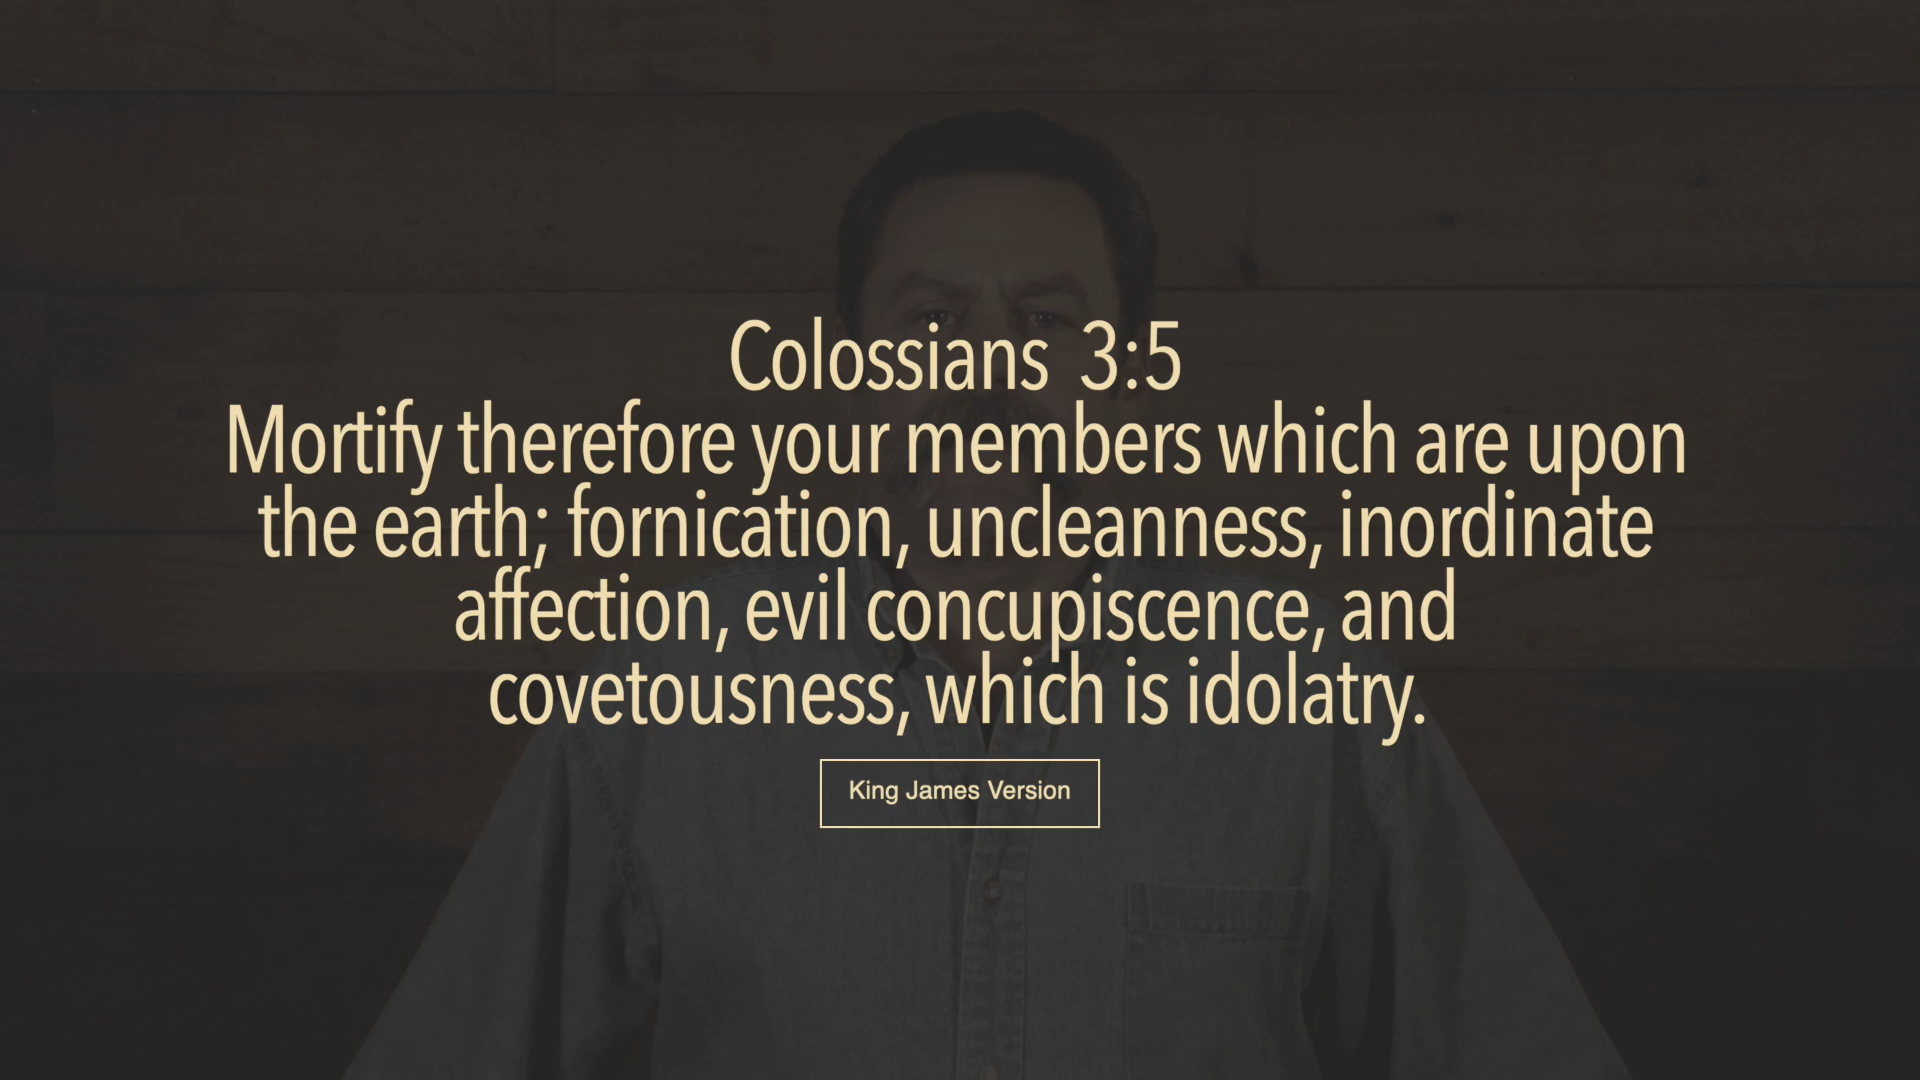 Colossians 3:5
Mortify therefore your members which are upon
the earth; fornication, uncleanness, inordinate
affection, evil concupiscence, and
covetousness, which is idolatry.
King James Version